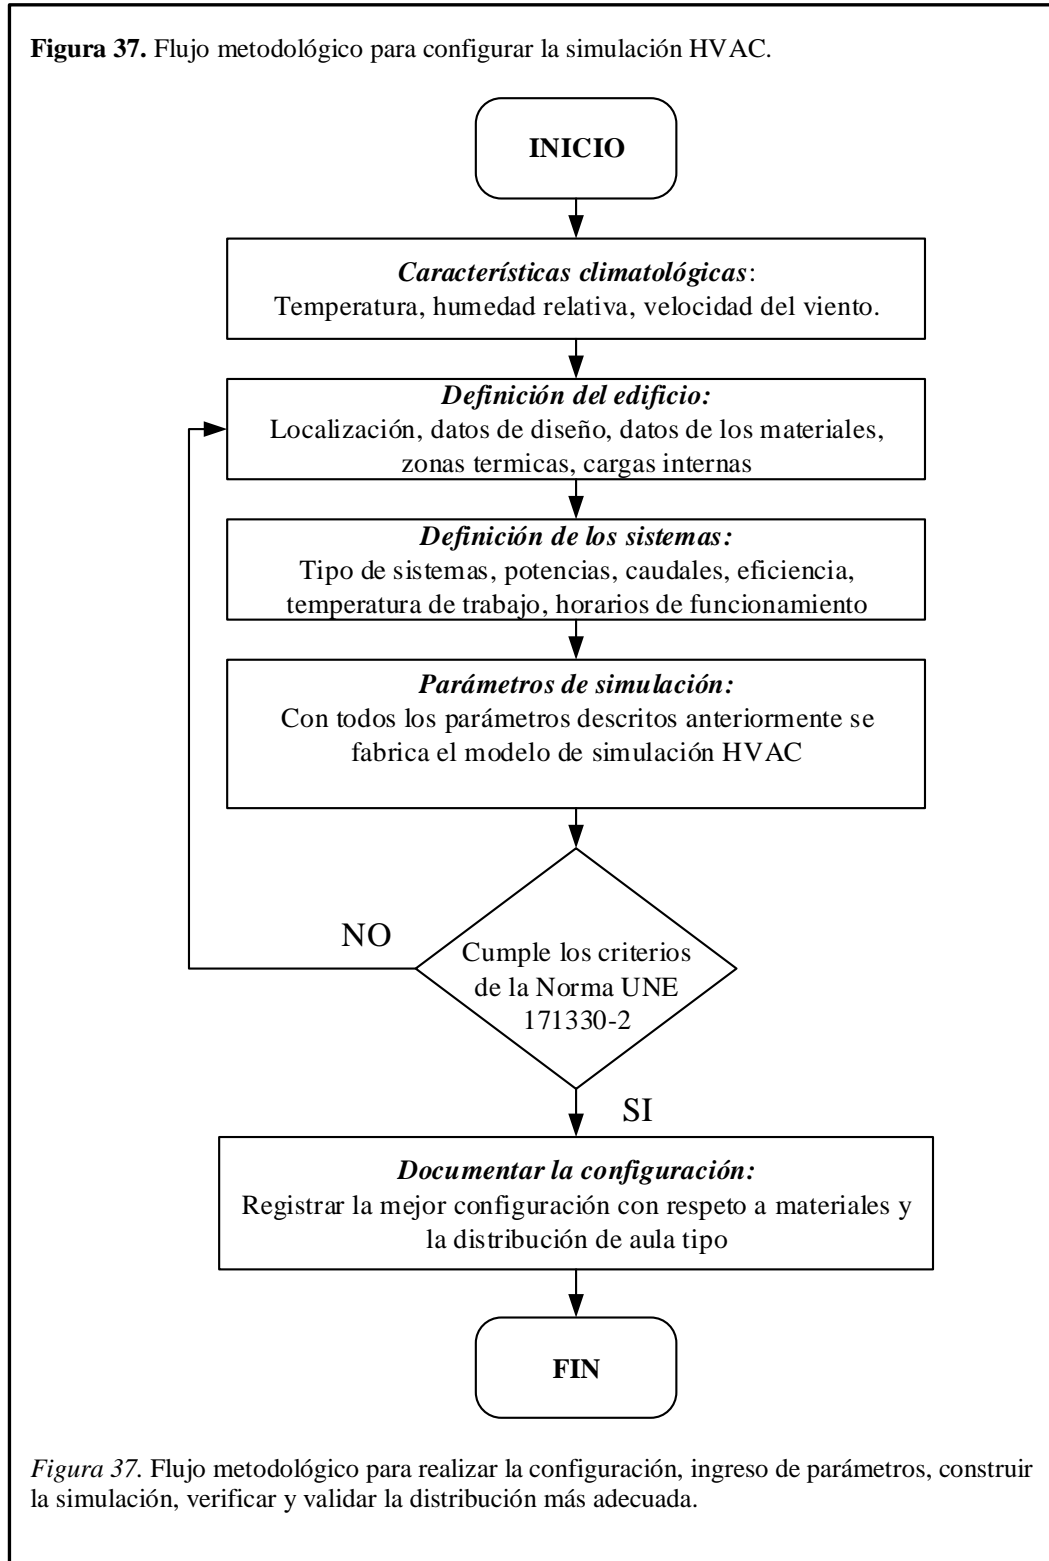 Figura 37. Flujo metodológico para configurar la simulación HVAC.
INICIO
Características climatológicas:
Temperatura, humedad relativa, velocidad del viento.
Definición del edificio:
Localización, datos de diseño, datos de los materiales,
zonas termicas, cargas internas
Definición de los sistemas:
Tipo de sistemas, potencias, caudales, eficiencia,
temperatura de trabajo, horarios de funcionamiento
Parámetros de simulación:
Con todos los parámetros descritos anteriormente se
fabrica el modelo de simulación HVAC
NO
Cumple los criterios
de la Norma UNE
171330-2
SI
Documentar la configuración:
Registrar la mejor configuración con respeto a materiales y
la distribución de aula tipo
FIN
Figura 37. Flujo metodológico para realizar la configuración, ingreso de parámetros, construir
la simulación, verificar y validar la distribución más adecuada.